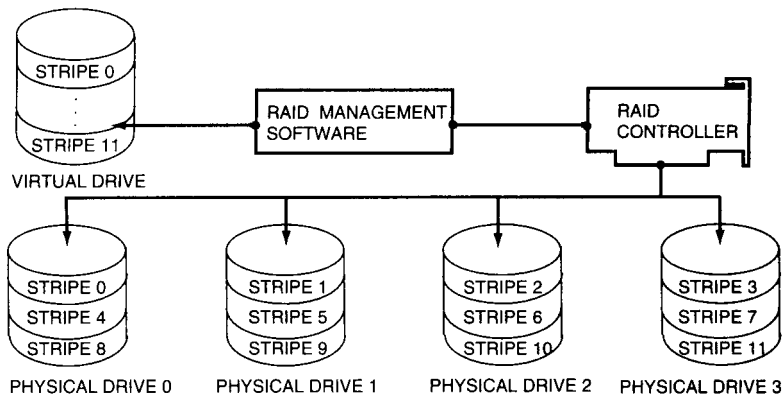 STRIPE 0
STRIPE 11
VIRTUAL DRIVE
RAID MANAGEMENT
SOFTWARE
RAID
CONTROLLER
STRIPE 0
STRIPE 4
STRIPE 8
PHYSICAL DRIVE 0
STRIPE 1
STRIPE 5
STRIPE 9
PHYSICAL DRIVE 1
STRIPE 2
STRIPE 6
STRIPE 10
PHYSICAL DRIVE 2
STRIPE 3
STRIPE 7
STRIPE 11
PHYSICAL DRIVE 3